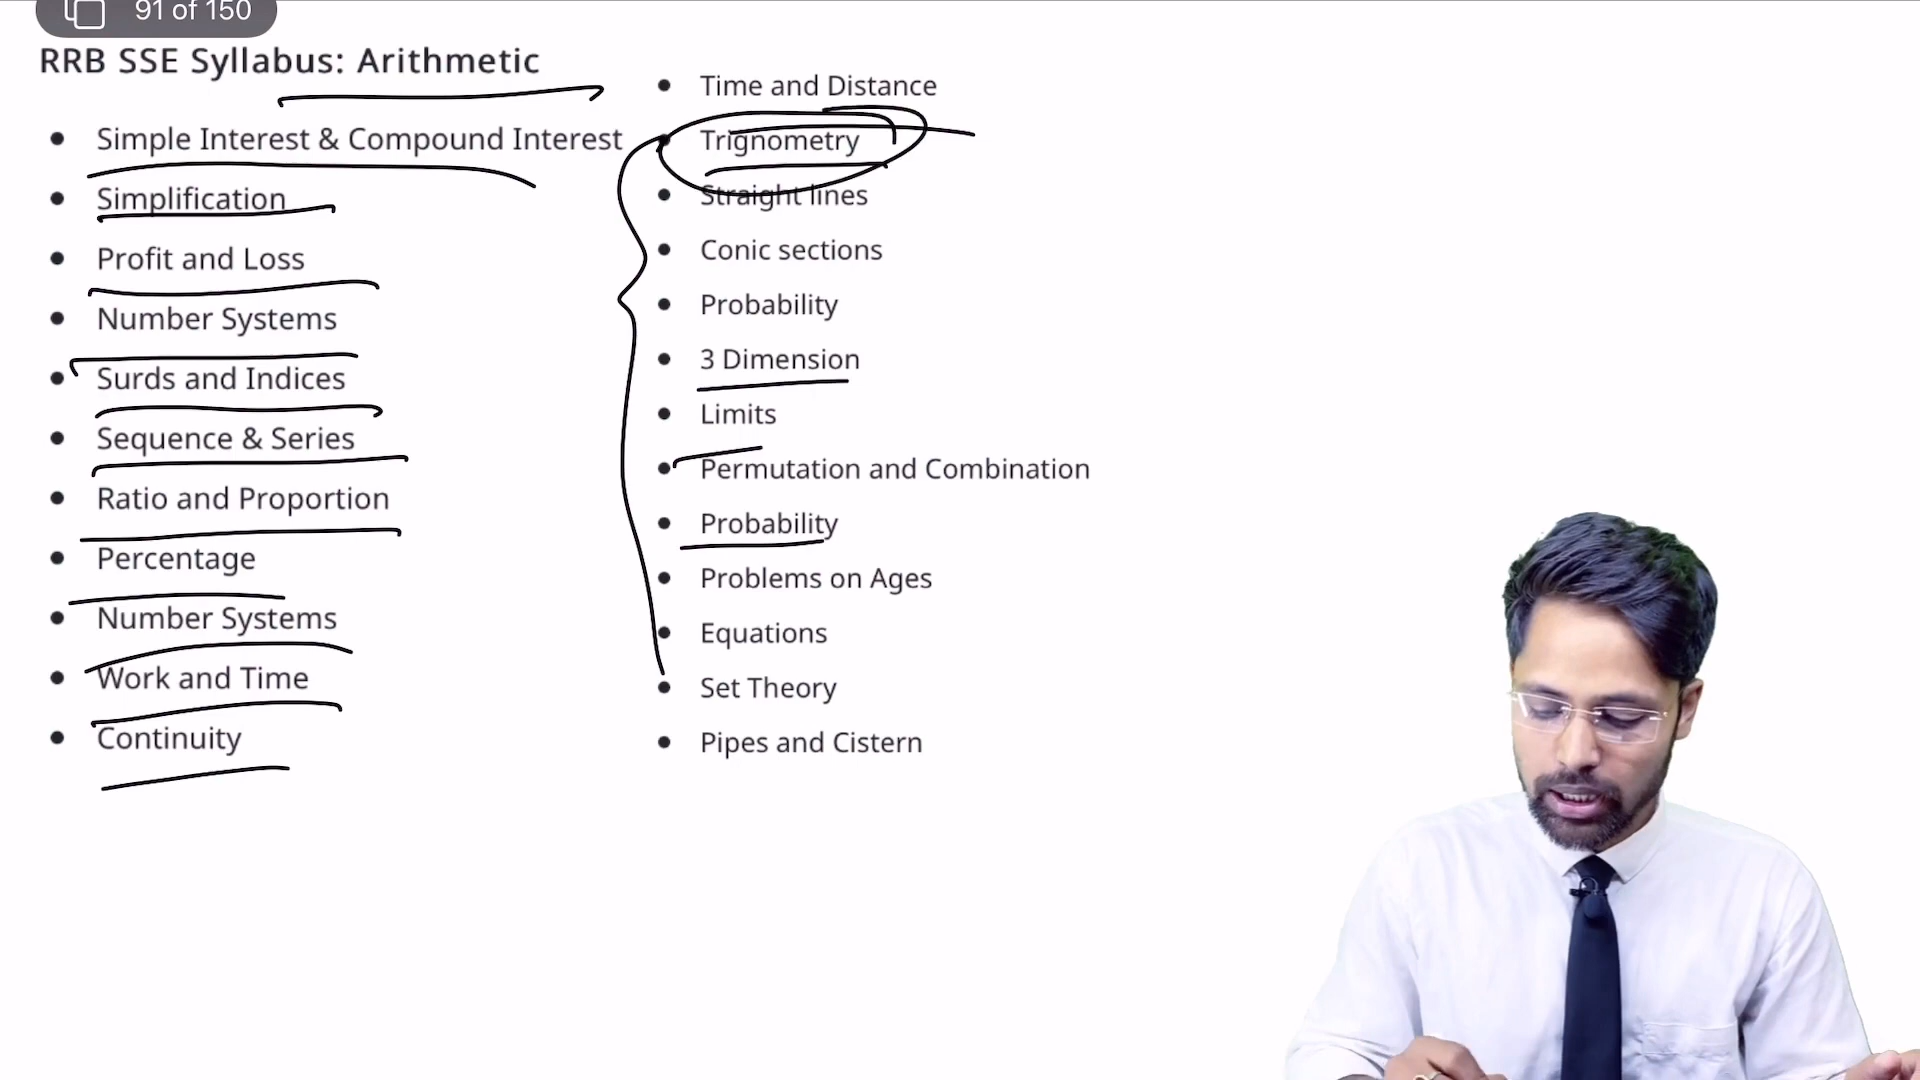 91 of 150
RRB SSE Syllabus: Arithmetic
Simple Interest & Compound Interest
Simplification
Profit and Loss
Number Systems
Surds and Indices
Sequence & Series
Ratio and Proportion
Percentage
Number Systems
Work and Time
Continuity
Time and Distance
Trignometry
Straight lines
Conic sections
Probability
3 Dimension
Limits
Permutation and Combination
Probability
Problems on Ages
Equations
Set Theory
Pipes and Cistern